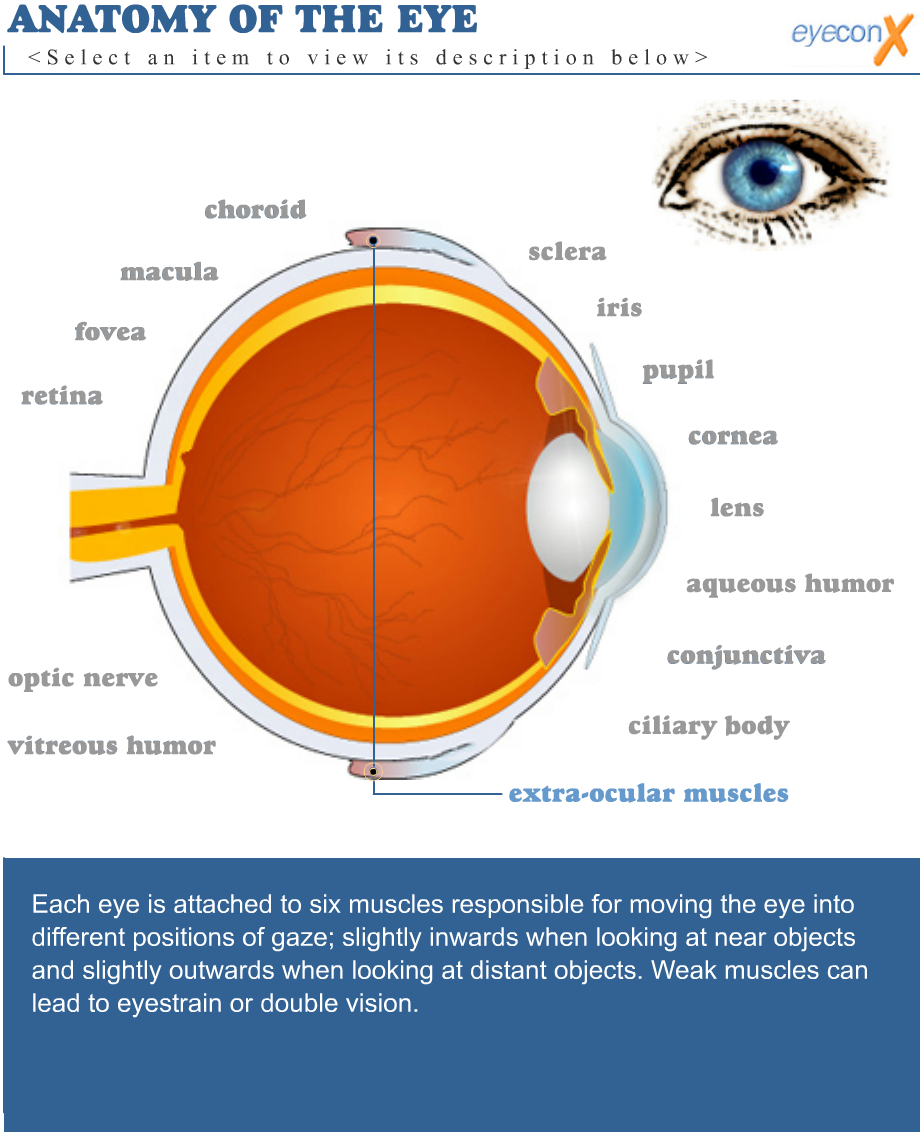 ANATOMY OF THE EYE
eyeconX
<Select an item to view its description below>
choroid
sclera
macula
iris
fovea
pupil
retina
cornea
lens
aqueous humor
conjunctiva
optic nerve
ciliary body
vitreous humor
extra-ocular muscles
Each eye is attached to six muscles responsible for moving the eye into
different positions of gaze; slightly inwards when looking at near objects
and slightly outwards when looking at distant objects. Weak muscles can
lead to eyestrain or double vision.